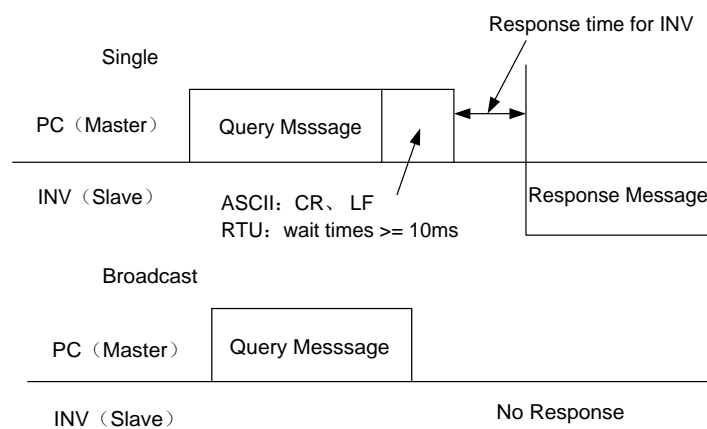 Response time for INV
Single
PC（Master） Query Msssage
INV（Slave） Response Message
ASCII：CR、LF
RTU：wait times >= 10ms
Broadcast
PC（Master） Query Messsage
INV（Slave） No Response